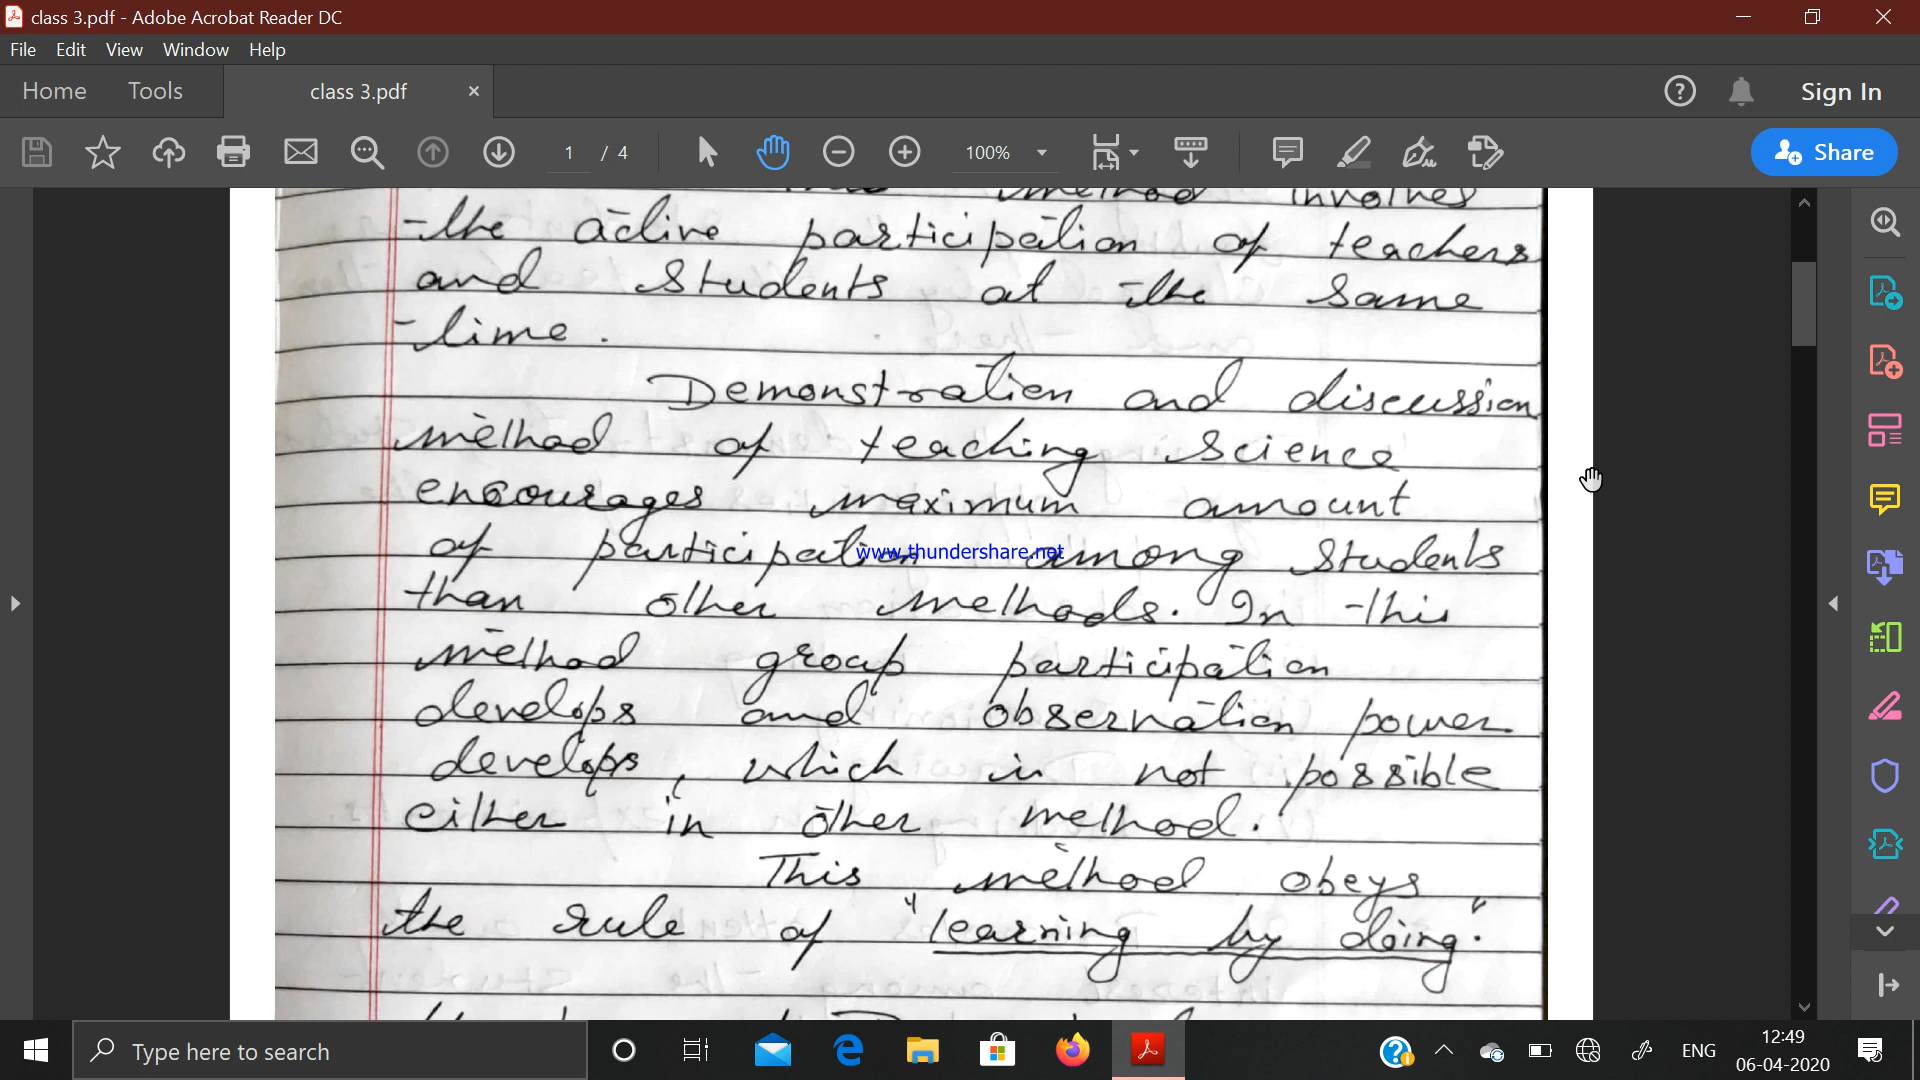 class 3.pdf - Adobe Acrobat Reader DC
File Edit View Window Help
Home Tools class 3.pdf × Sign In
1 / 4 100% Share
method involves
the active participation of teachers
and students at the same
time.
Demonstration and discussion
method of teaching science
encourages maximum amount
of participation among students
www.thundershare.net
than other methods. In this
method group participation
develops and observation power
develops, which is not possible
either in other method.
This method obeys
the rule of "learning by doing."
Type here to search
ENG
12:49
06-04-2020